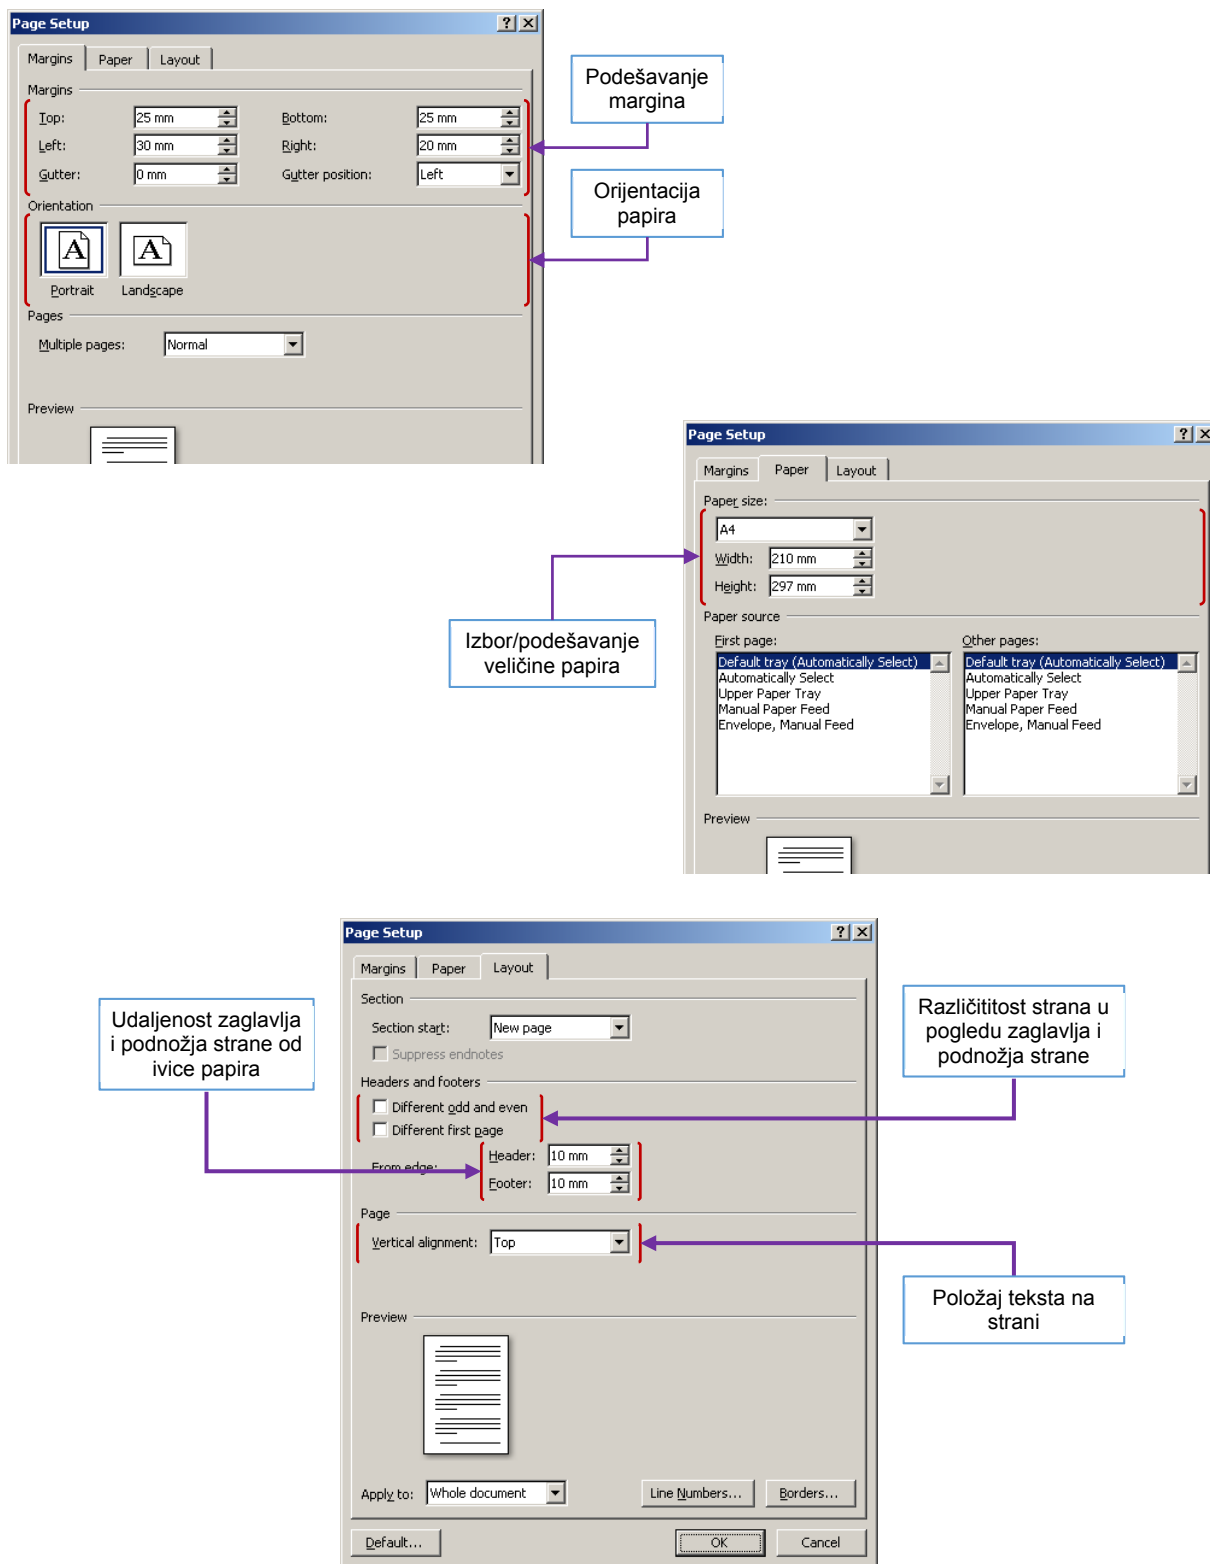 Page Setup
Margins Paper Layout
Margins
Top: 25 mm Bottom: 25 mm
Left: 30 mm Right: 20 mm
Gutter: 0 mm Gutter position: Left
Orientation
A A
Portrait Landscape
Pages
Multiple pages: Normal
Preview
Podešavanje
margina
Orijentacija
papira
Page Setup
Margins Paper Layout
Paper size:
A4
Width: 210 mm
Height: 297 mm
Paper source
First page: Other pages:
Default tray (Automatically Select) Default tray (Automatically Select)
Automatically Select Automatically Select
Upper Paper Tray Upper Paper Tray
Manual Paper Feed Manual Paper Feed
Envelope, Manual Feed Envelope, Manual Feed
Preview
Izbor/podešavanje
veličine papira
Page Setup
Margins Paper Layout
Section
Section start: New page
Suppress endnotes
Headers and footers
Different odd and even
Different first page
From edge: Header: 10 mm
Footer: 10 mm
Page
Vertical alignment: Top
Preview
Apply to: Whole document Line Numbers... Borders...
Default... OK Cancel
Udaljenost zaglavlja
i podnožja strane od
ivice papira
Različititost strana u
pogledu zaglavlja i
podnožja strane
Položaj teksta na
strani